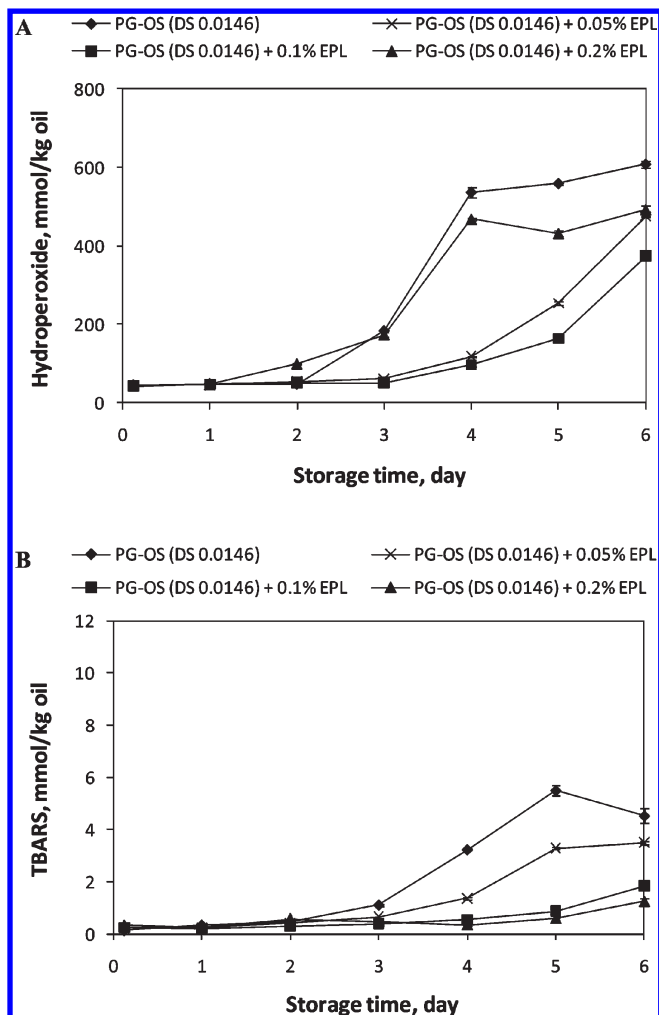 A
PG-OS (DS 0.0146) PG-OS (DS 0.0146) + 0.05% EPL
PG-OS (DS 0.0146) + 0.1% EPL PG-OS (DS 0.0146) + 0.2% EPL
Hydroperoxide, mmol/kg oil
800
600
400
200
0
0 1 2 3 4 5 6
Storage time, day
B
PG-OS (DS 0.0146) PG-OS (DS 0.0146) + 0.05% EPL
PG-OS (DS 0.0146) + 0.1% EPL PG-OS (DS 0.0146) + 0.2% EPL
TBARS, mmol/kg oil
12
10
8
6
4
2
0
0 1 2 3 4 5 6
Storage time, day